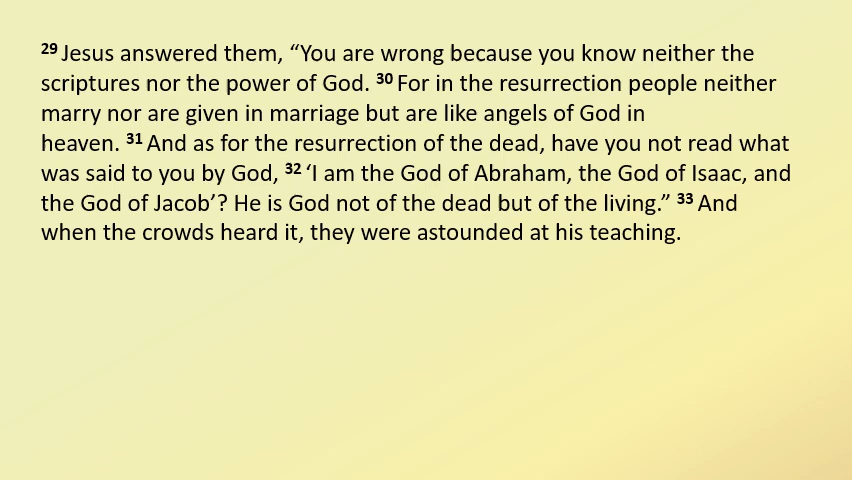 29 Jesus answered them, “You are wrong because you know neither the
scriptures nor the power of God. 30 For in the resurrection people neither
marry nor are given in marriage but are like angels of God in
heaven. 31 And as for the resurrection of the dead, have you not read what
was said to you by God, 32 ‘I am the God of Abraham, the God of Isaac, and
the God of Jacob’? He is God not of the dead but of the living.” 33 And
when the crowds heard it, they were astounded at his teaching.